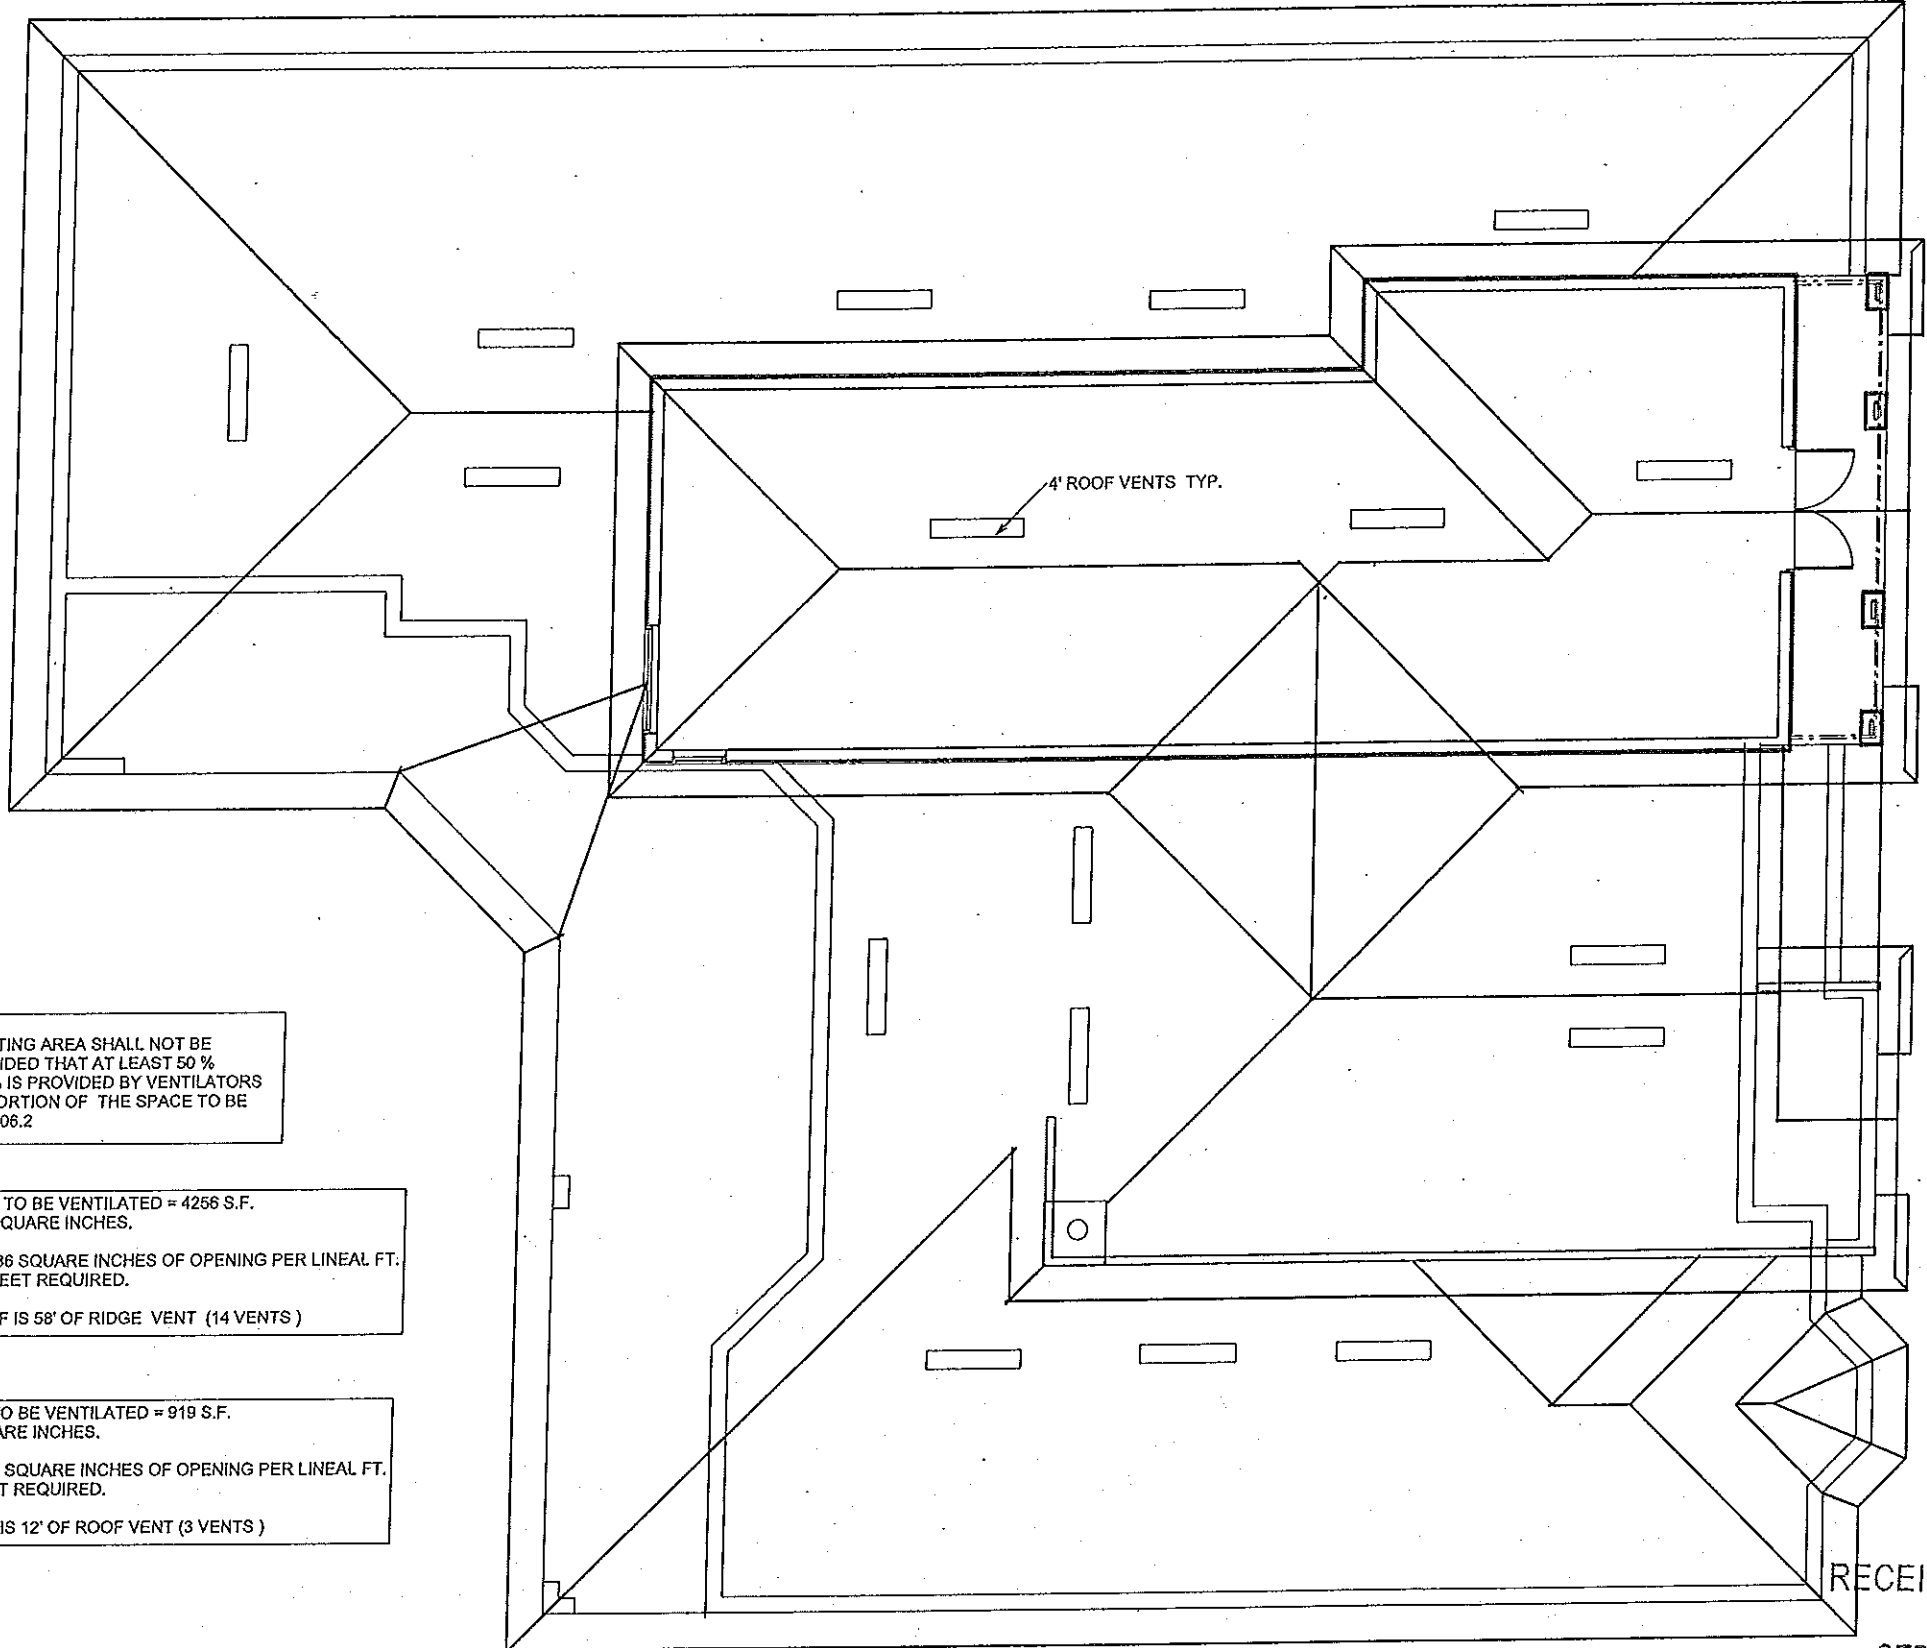 4' ROOF VENTS TYP.
TING AREA SHALL NOT BE
IDED THAT AT LEAST 50 %
IS PROVIDED BY VENTILATORS
ORTION OF THE SPACE TO BE
06.2
TO BE VENTILATED = 4256 S.F.
QUARE INCHES.
36 SQUARE INCHES OF OPENING PER LINEAL FT.
EET REQUIRED.
F IS 58' OF RIDGE VENT (14 VENTS )
O BE VENTILATED = 919 S.F.
ARE INCHES.
SQUARE INCHES OF OPENING PER LINEAL FT.
T REQUIRED.
IS 12' OF ROOF VENT (3 VENTS )
RECEI